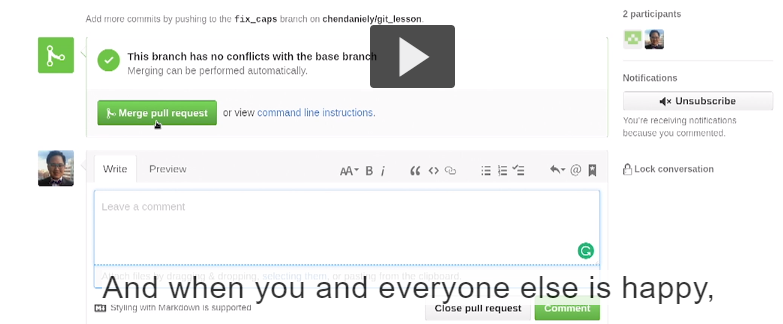 Add more commits by pushing to the fix_caps branch on chendaniely/git_lesson.
2 participants
This branch has no conflicts with the base branch
Merging can be performed automatically.
Notifications
Unsubscribe
Merge pull request or view command line instructions.
You're receiving notifications
because you commented.
Write Preview
AA B i “ <> @
Lock conversation
Leave a comment
Attach files by dragging & dropping, selecting them, or pasting from the clipboard.
And when you and everyone else is happy,
Styling with Markdown is supported
Close pull request Comment